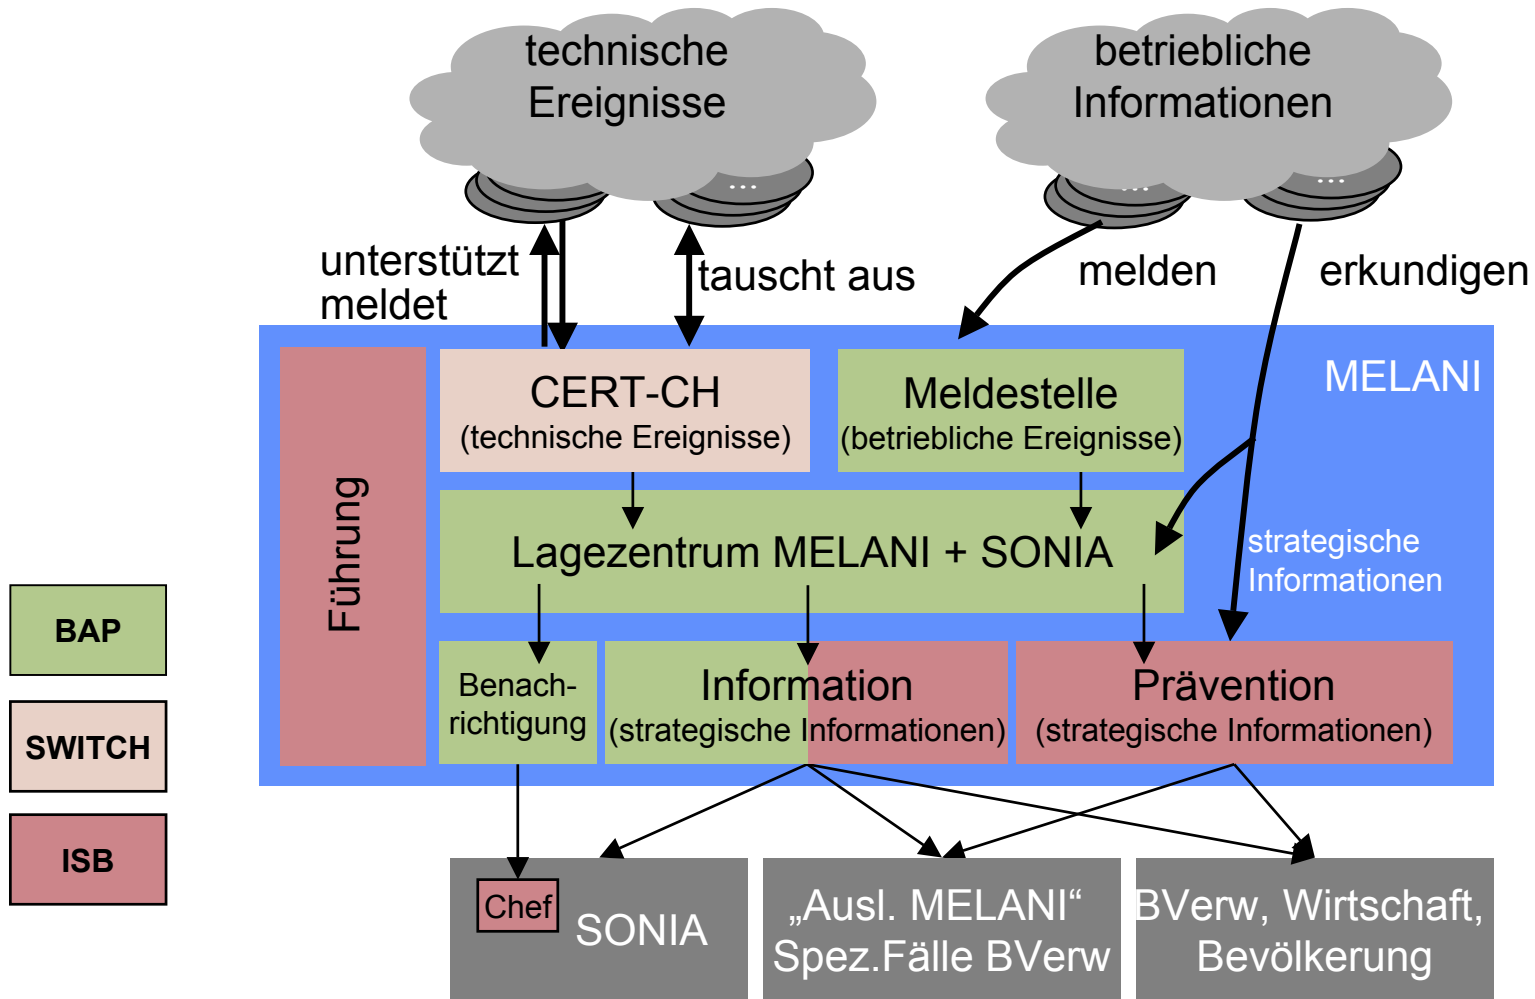 technische
Ereignisse
betriebliche
Informationen
...
...
...
unterstützt
meldet
tauscht aus
melden
erkundigen
MELANI
Führung
CERT-CH
(technische Ereignisse)
Meldestelle
(betriebliche Ereignisse)
Lagezentrum MELANI + SONIA
strategische
Informationen
BAP
SWITCH
ISB
Benach-
richtigung
Information
(strategische Informationen)
Prävention
(strategische Informationen)
Chef
SONIA
„Ausl. MELANI“
Spez.Fälle BVerw
BVerw, Wirtschaft,
Bevölkerung